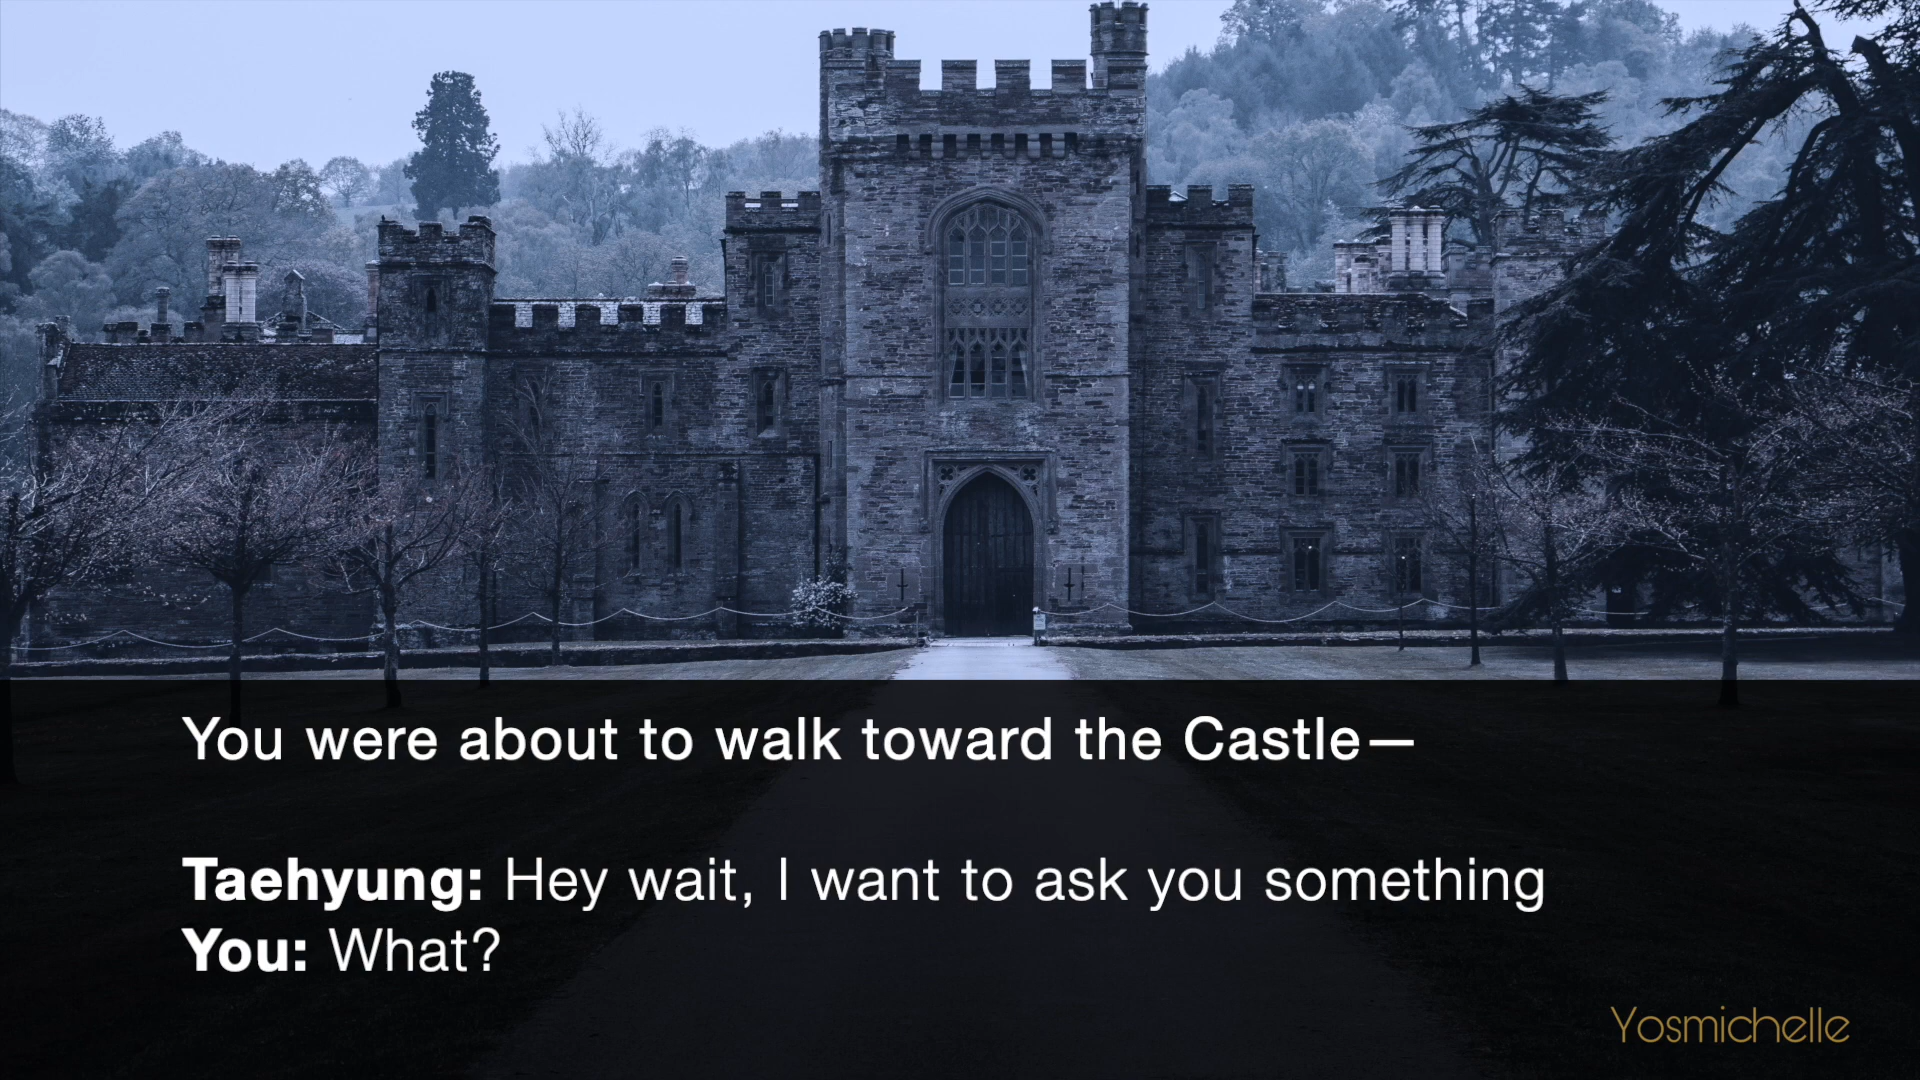 You were about to walk toward the Castle—
Taehyung: Hey wait, I want to ask you something
You: What?
Yosmichelle